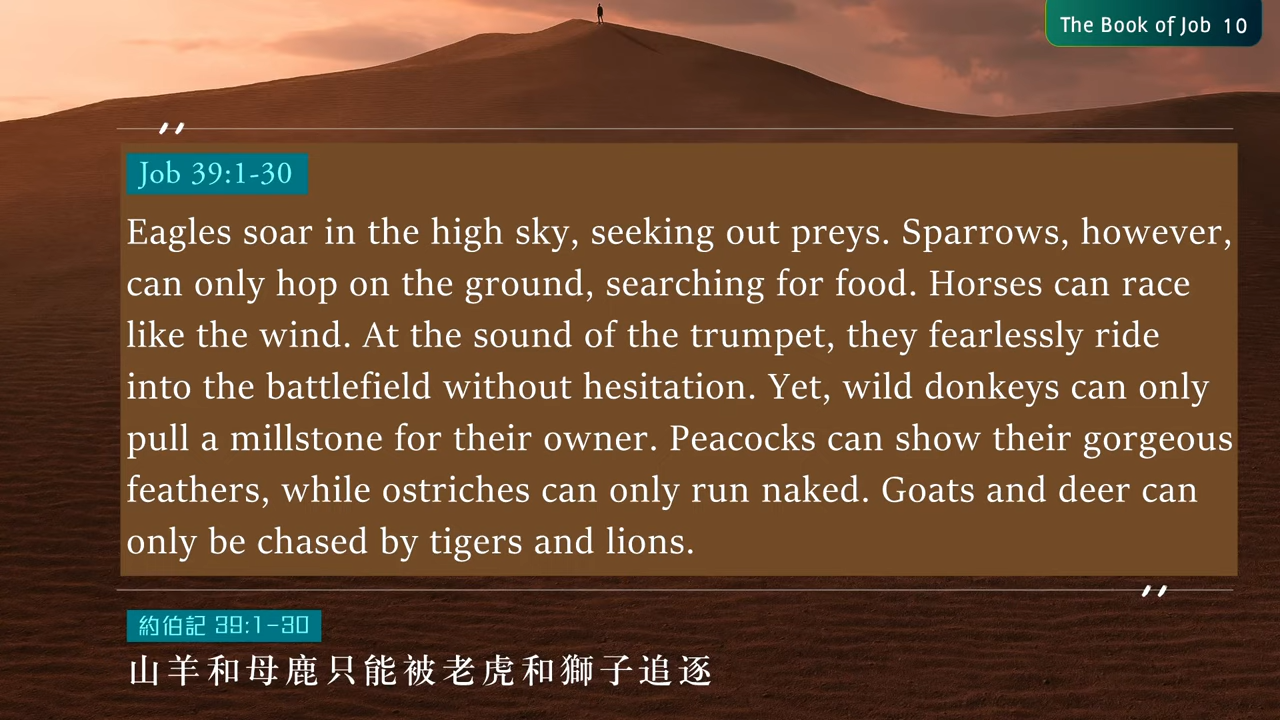 The Book of Job 10
Job 39:1-30
Eagles soar in the high sky, seeking out preys. Sparrows, however,
can only hop on the ground, searching for food. Horses can race
like the wind. At the sound of the trumpet, they fearlessly ride
into the battlefield without hesitation. Yet, wild donkeys can only
pull a millstone for their owner. Peacocks can show their gorgeous
feathers, while ostriches can only run naked. Goats and deer can
only be chased by tigers and lions.
約伯記 39:1-30
山羊和母鹿只能被老虎和獅子追逐